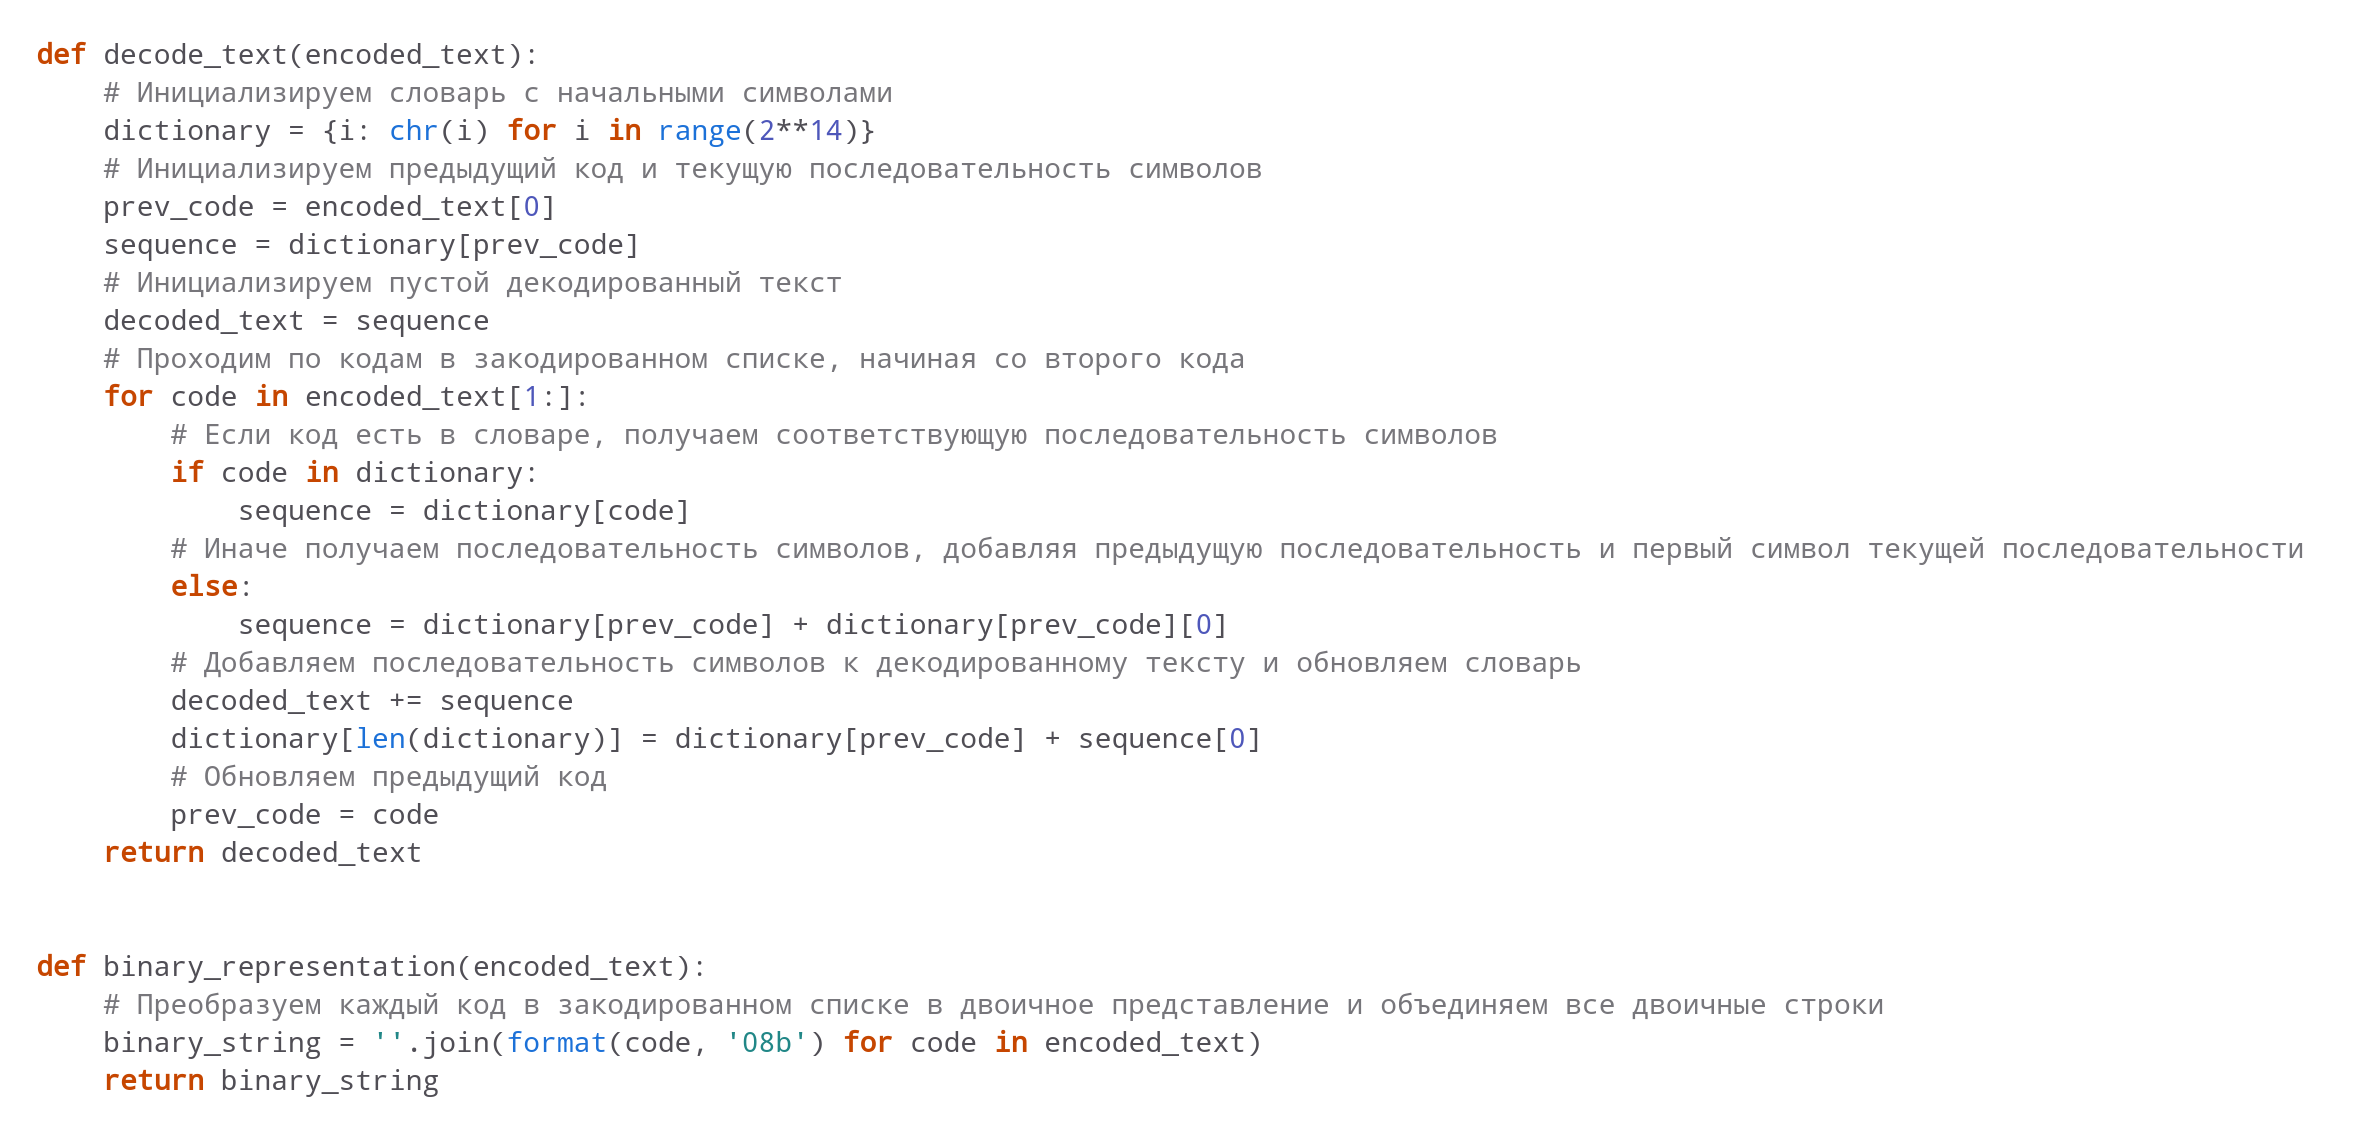 def decode_text(encoded_text):
    # Инициализируем словарь с начальными символами
    dictionary = {i: chr(i) for i in range(2**14)}
    # Инициализируем предыдущий код и текущую последовательность символов
    prev_code = encoded_text[0]
    sequence = dictionary[prev_code]
    # Инициализируем пустой декодированный текст
    decoded_text = sequence
    # Проходим по кодам в закодированном списке, начиная со второго кода
    for code in encoded_text[1:]:
        # Если код есть в словаре, получаем соответствующую последовательность символов
        if code in dictionary:
            sequence = dictionary[code]
        # Иначе получаем последовательность символов, добавляя предыдущую последовательность и первый символ текущей последовательности
        else:
            sequence = dictionary[prev_code] + dictionary[prev_code][0]
        # Добавляем последовательность символов к декодированному тексту и обновляем словарь
        decoded_text += sequence
        dictionary[len(dictionary)] = dictionary[prev_code] + sequence[0]
        # Обновляем предыдущий код
        prev_code = code
    return decoded_text
def binary_representation(encoded_text):
    # Преобразуем каждый код в закодированном списке в двоичное представление и объединяем все двоичные строки
    binary_string = ''.join(format(code, '08b') for code in encoded_text)
    return binary_string